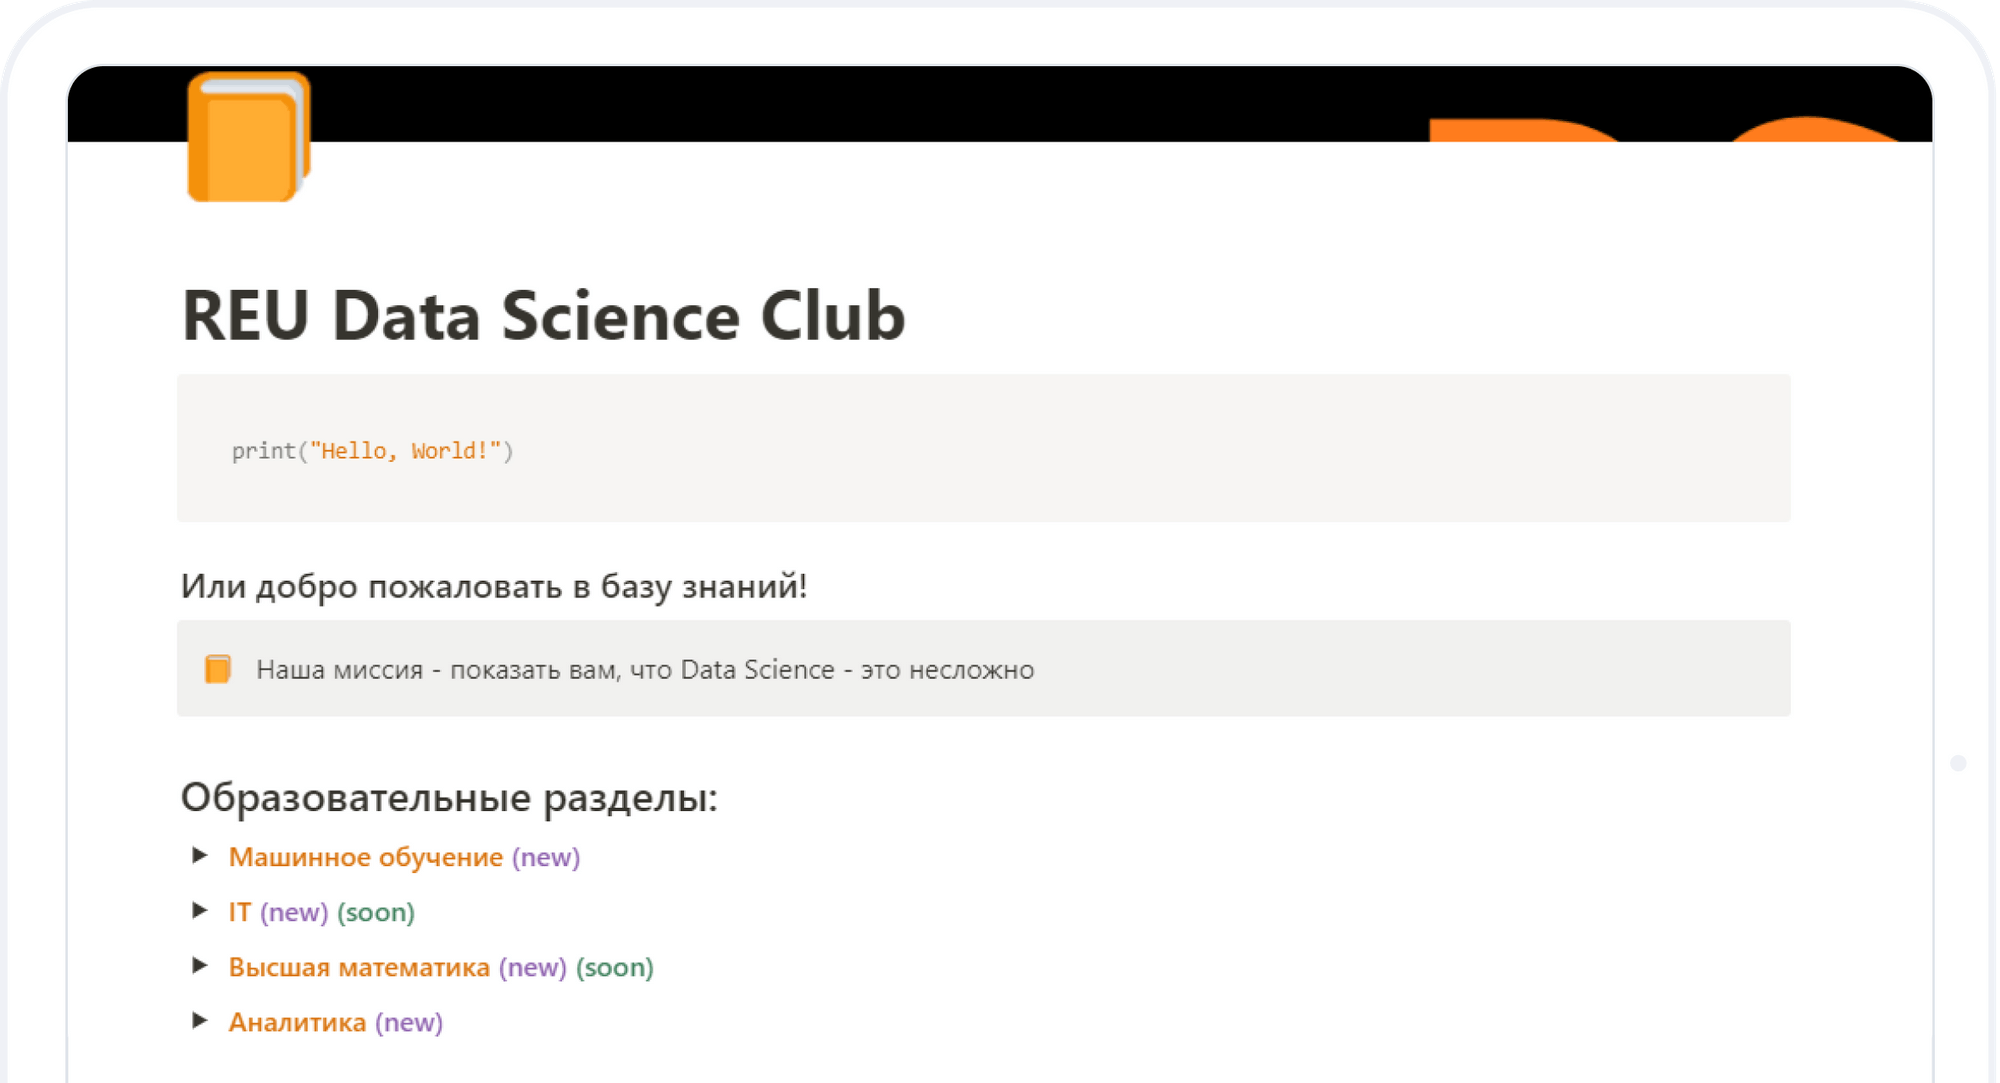 REU Data Science Club
print("Hello, World!")
Или добро пожаловать в базу знаний!
Наша миссия - показать вам, что Data Science - это несложно
Образовательные разделы:
Машинное обучение (new)
IT (new) (soon)
Высшая математика (new) (soon)
Аналитика (new)